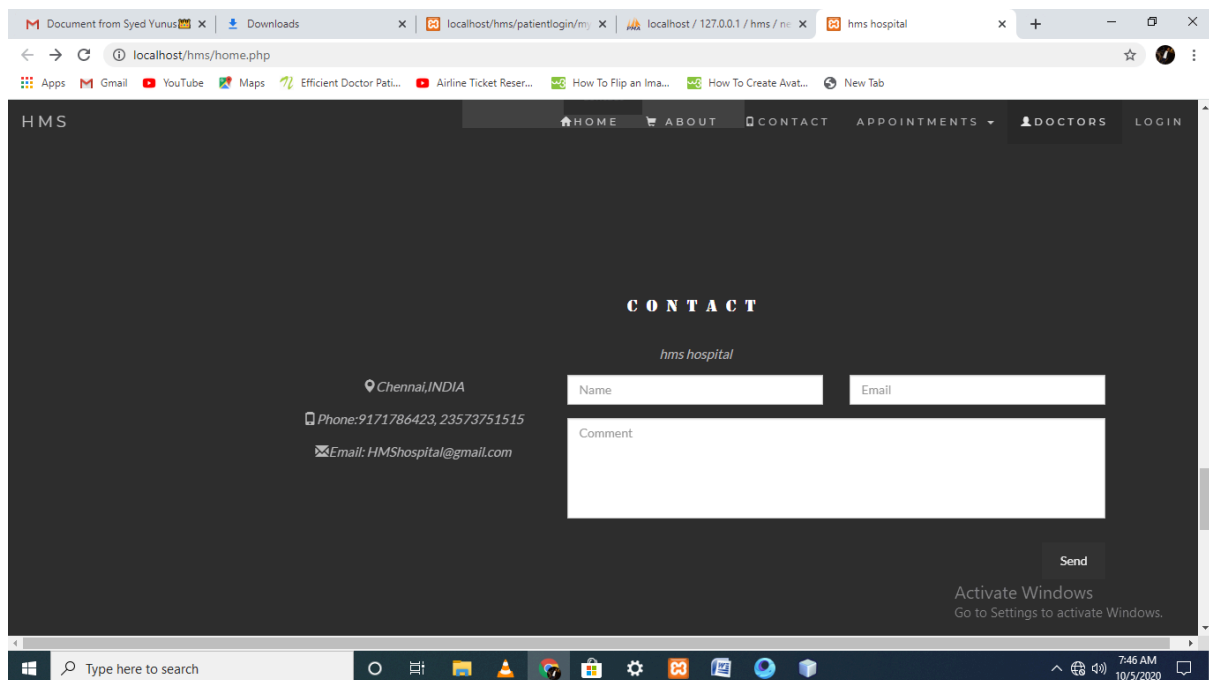 Document from Syed Yunus
Downloads
localhost/hms/patientlogin/my
localhost / 127.0.0.1 / hms / ne
hms hospital
localhost/hms/home.php
Apps Gmail YouTube Maps Efficient Doctor Pati... Airline Ticket Reser... How To Flip an Ima... How To Create Avat... New Tab
HMS HOME ABOUT CONTACT APPOINTMENTS DOCTORS LOGIN
CONTACT
hms hospital
Chennai,INDIA
Phone:9171786423, 23573751515
Email: HMShospital@gmail.com
Name
Email
Comment
Send
Activate Windows
Go to Settings to activate Windows.
Type here to search
7:46 AM
10/5/2020